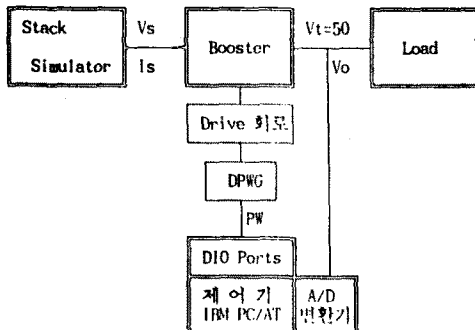 Stack
Simulator
Vs
Is
Booster
Vt=50
Vo
Load
Drive 회로
DPWG
PW
DIO Ports
제 어 기
IBM PC/AT
A/D
변환기